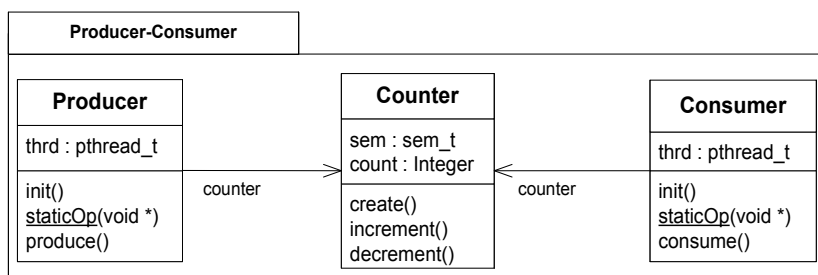 Producer-Consumer
Producer
thrd : pthread_t
init()
staticOp(void *)
produce()
counter
Counter
sem : sem_t
count : Integer
create()
increment()
decrement()
counter
Consumer
thrd : pthread_t
init()
staticOp(void *)
consume()